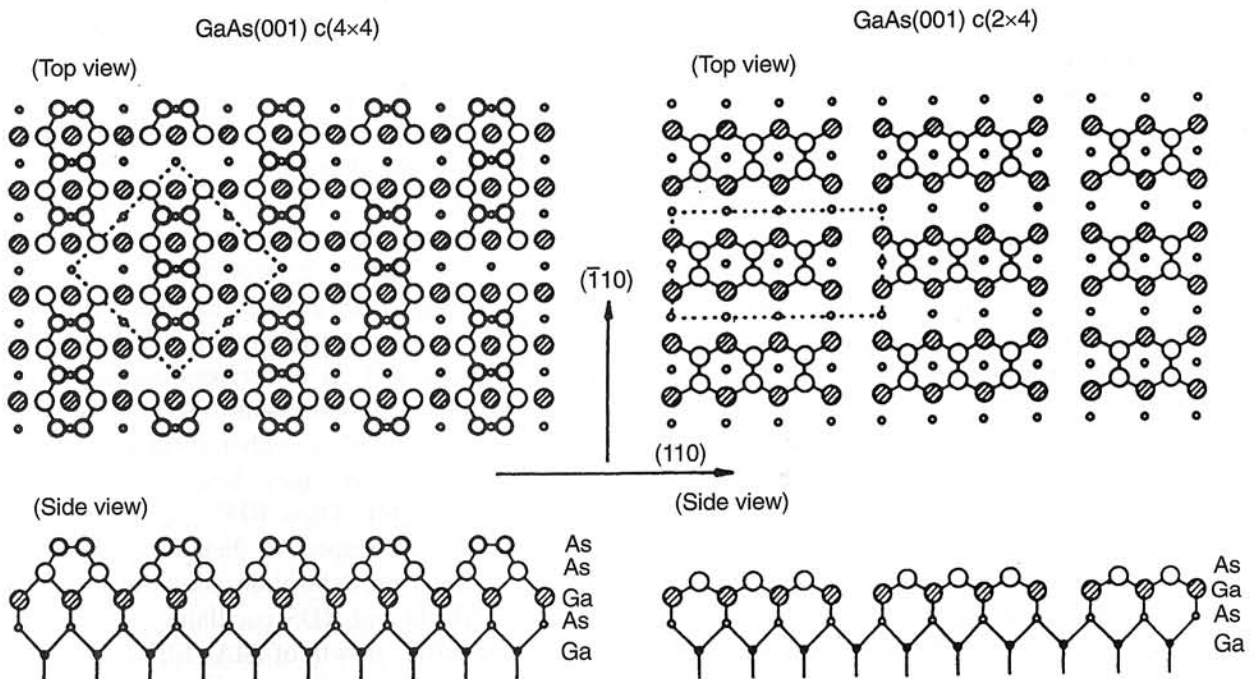 GaAs(001) c(4×4)
(Top view)
GaAs(001) c(2×4)
(Top view)
(1̄10)
(110)
(Side view)
As
As
Ga
As
Ga
(Side view)
As
Ga
As
Ga